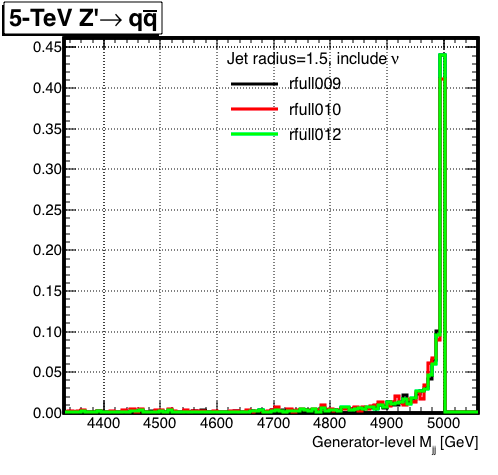 5-TeV Z'→ qq̅
Jet radius=1.5, include ν
rfull009
rfull010
rfull012
0.45
0.40
0.35
0.30
0.25
0.20
0.15
0.10
0.05
0.00
4400 4500 4600 4700 4800 4900 5000
Generator-level M_jj [GeV]